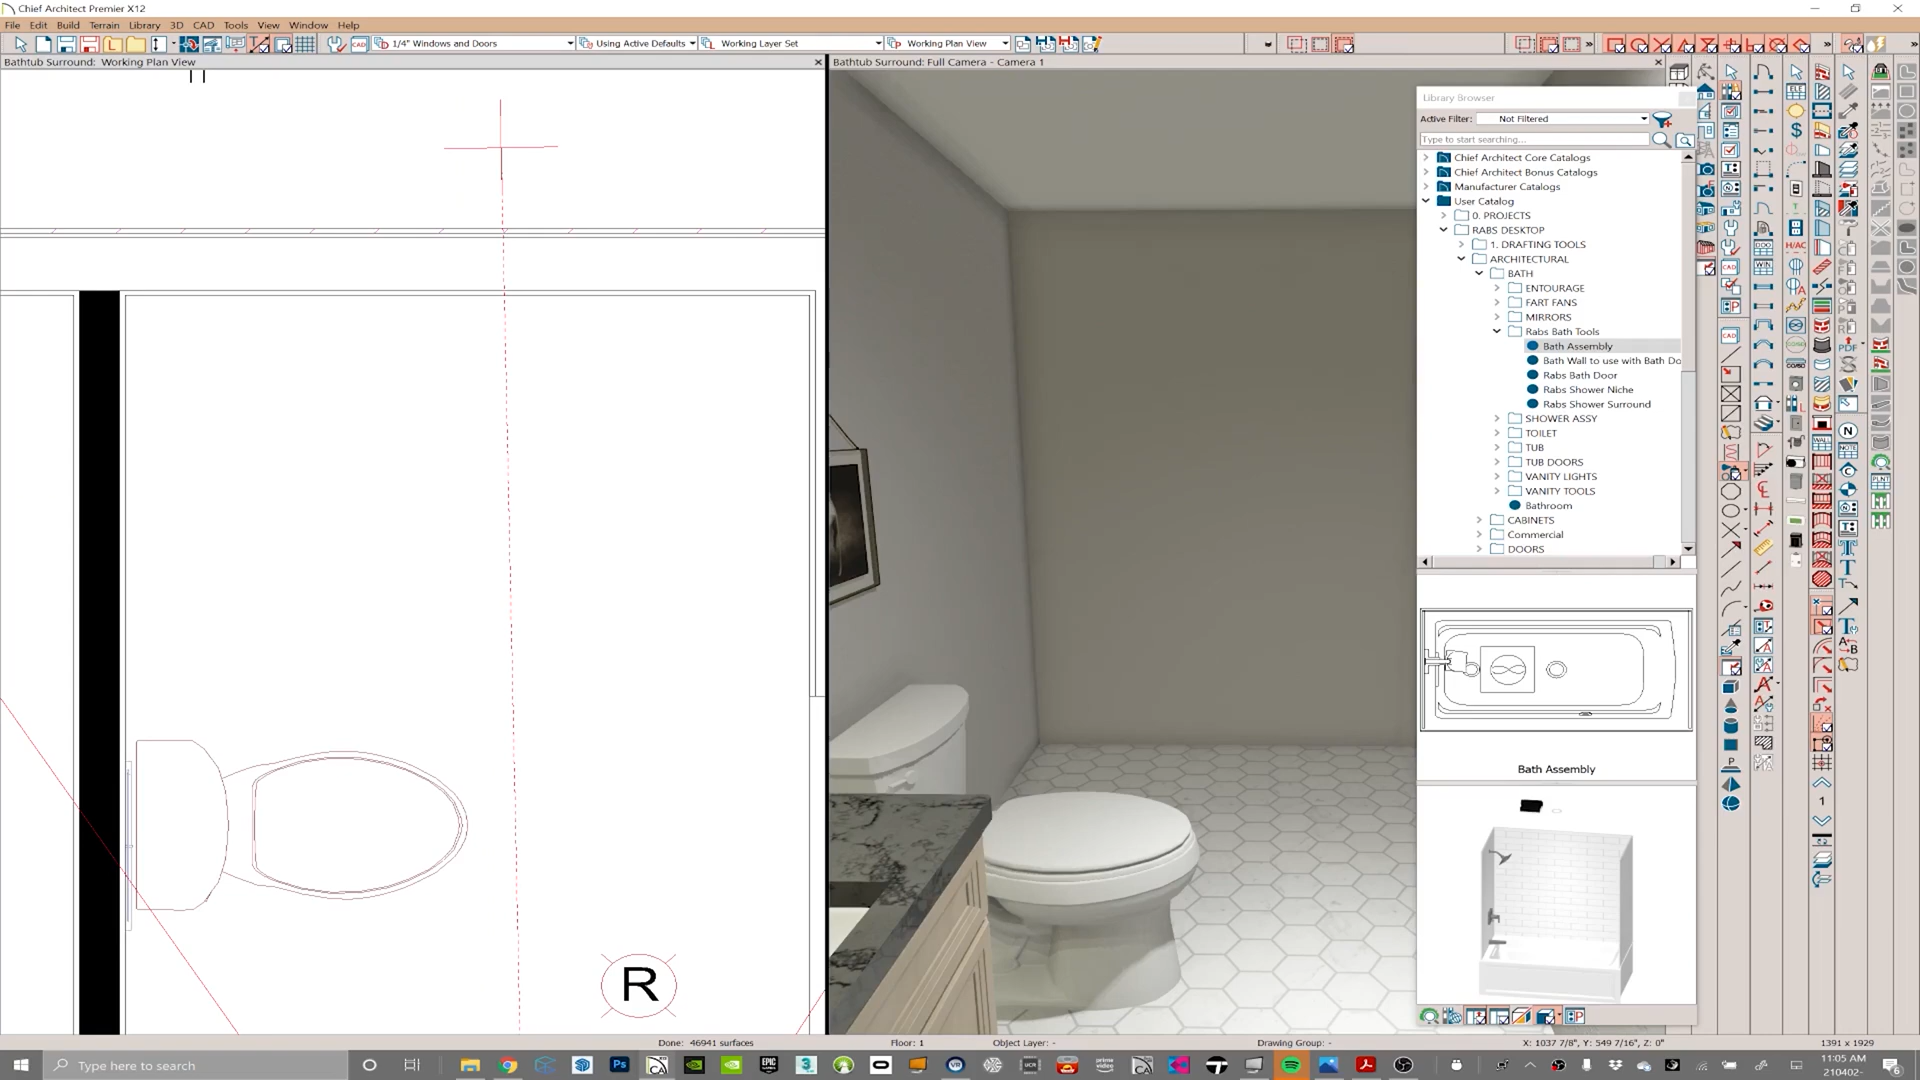 Chief Architect Premier X12
File Edit Build Terrain Library 3D CAD Tools View Window Help
1/4" Windows and Doors
Using Active Defaults
Working Layer Set
Working Plan View
Bathtub Surround: Working Plan View
Bathtub Surround: Full Camera - Camera 1
Library Browser
Active Filter: Not Filtered
Type to start searching...
Chief Architect Core Catalogs
Chief Architect Bonus Catalogs
Manufacturer Catalogs
User Catalog
0. PROJECTS
RABS DESKTOP
1. DRAFTING TOOLS
ARCHITECTURAL
BATH
ENTOURAGE
FART FANS
MIRRORS
Rabs Bath Tools
Bath Assembly
Bath Wall to use with Bath Do
Rabs Bath Door
Rabs Shower Niche
Rabs Shower Surround
SHOWER ASSY
TOILET
TUB
TUB DOORS
VANITY LIGHTS
VANITY TOOLS
Bathroom
CABINETS
Commercial
DOORS
Bath Assembly
R
Done: 46941 surfaces
Floor: 1
Object Layer: -
Drawing Group: -
X: 1037 7/8", Y: 549 7/16", Z: 0"
1391 x 1929
Type here to search
11:05 AM
210402-